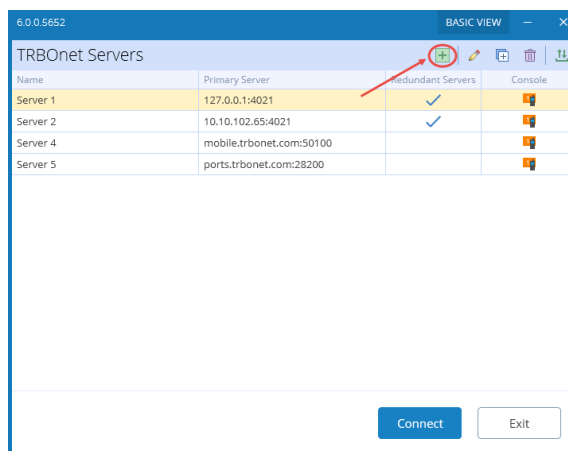 6.0.0.5652 BASIC VIEW
TRBOnet Servers
Name Primary Server Redundant Servers Console
Server 1 127.0.0.1:4021
Server 2 10.10.102.65:4021
Server 4 mobile.trbonet.com:50100
Server 5 ports.trbonet.com:28200
Connect Exit